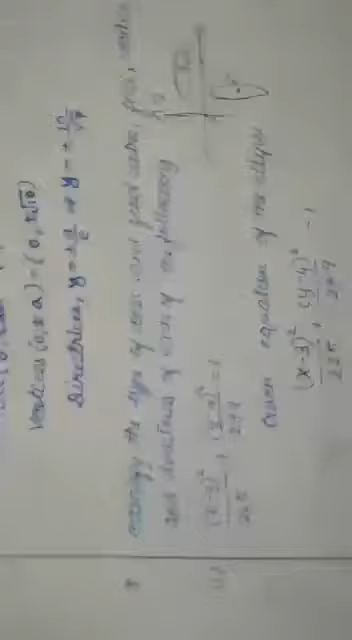 Vertices (0, ± a) = (0, ±√10)
Directrices, y = ± a/e ⇒ y = ±
Identify the type of conic and find centre, foci, vertices
and directrices of each of the following
(x-3)²/225 + (y-4)²/289 = 1
Given equation of the ellipse
(x-3)²/225 + (y-4)²/289 = 1